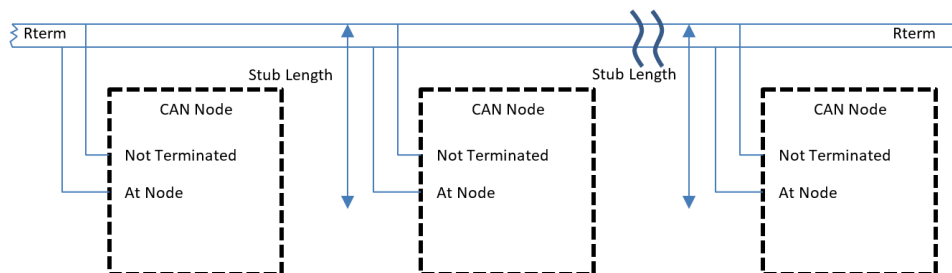 Rterm
Rterm
Stub Length
Stub Length
CAN Node
CAN Node
CAN Node
Not Terminated
Not Terminated
Not Terminated
At Node
At Node
At Node